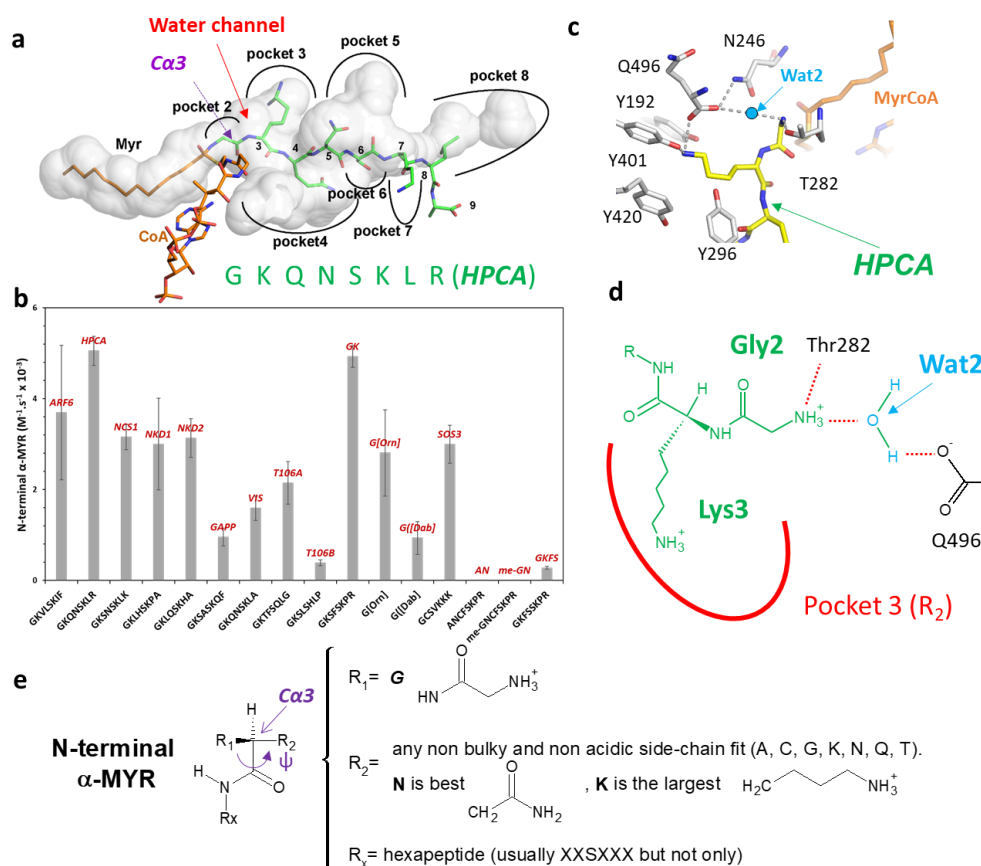 a
Water channel
Cα3
pocket 3
pocket 5
pocket 8
pocket 2
Myr
3
4
5
6
7
8
9
pocket 6
pocket4
pocket 7
CoA
G K Q N S K L R (HPCA)
c
N246
Q496
Wat2
MyrCoA
Y192
Y401
T282
Y420
Y296
HPCA
b
N-terminal α-MYR (M⁻¹.s⁻¹ x 10⁻³)
6
4
2
0
ARF6
HPCA
NCS1
NKD1
NKD2
GAPP
VIS
T106A
T106B
GK
G[Orn]
G([Dab]
SOS3
AN
me-GN
GKFS
GKVLSKIF
GKQNSKLR
GKSNSKLK
GKLHSKPA
GKLQSKHA
GKSASKQF
GKQNSKLA
GKTFSQLG
GKSLSHLP
GKSFSKPR
G[Orn]
G([Dab]
GCSVKKK
ANCFSKPR
me-GNCFSKPR
GKFSSKPR
d
Gly2
Thr282
Wat2
R
NH
O
H
N
H
NH₃⁺
O
H
H
O⁻
O
Q496
Lys3
NH₃⁺
Pocket 3 (R₂)
e
N-terminal
α-MYR
Cα3
H
R₁
R₂
ψ
H
N
O
Rx
R₁= G
O
HN
NH₃⁺
R₂= any non bulky and non acidic side-chain fit (A, C, G, K, N, Q, T).
N is best
O
CH₂
NH₂
, K is the largest
H₂C
NH₃⁺
Rₓ= hexapeptide (usually XXSXXX but not only)